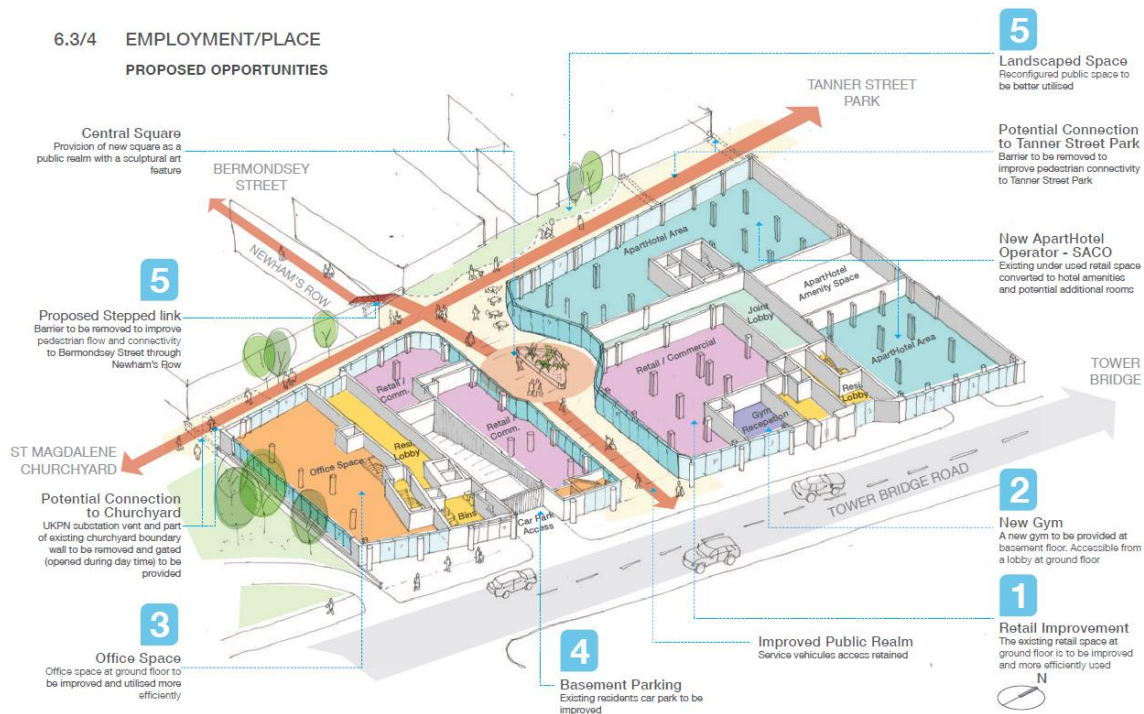 6.3/4 EMPLOYMENT/PLACE
PROPOSED OPPORTUNITIES
5
Landscaped Space
Reconfigured public space to
be better utilised
TANNER STREET
PARK
Central Square
Provision of new square as a
public realm with a sculptural art
feature
Potential Connection
to Tanner Street Park
Barrier to be removed to
improve pedestrian connectivity
to Tanner Street Park
BERMONDSEY
STREET
NEWHAM'S ROW
5
Proposed Stepped link
Barrier to be removed to improve
pedestrian flow and connectivity
to Bermondsey Street through
Newham's Row
New ApartHotel
Operator - SACO
Existing under used retail space
converted to hotel amenities
and potential additional rooms
ApartHotel Area
ApartHotel
Amenity Space
Joint
Lobby
ApartHotel Area
Retail / Commercial
Resi.
Lobby
Gym
Recepetion
Retail /
Comm.
Retail /
Comm.
Resi.
Lobby
Office Space
Bins
Car Park
Access
TOWER
BRIDGE
TOWER BRIDGE ROAD
ST MAGDALENE
CHURCHYARD
Potential Connection
to Churchyard
UKPN substation vent and part
of existing churchyard boundary
wall to be removed and gated
(opened during day time) to be
provided
2
New Gym
A new gym to be provided at
basement floor. Accessible from
a lobby at ground floor
3
Office Space
Office space at ground floor to
be improved and utilised more
efficiently
4
Basement Parking
Existing residents car park to be
improved
Improved Public Realm
Service vehicules access retained
1
Retail Improvement
The existing retail space at
ground floor is to be improved
and more efficiently used
N